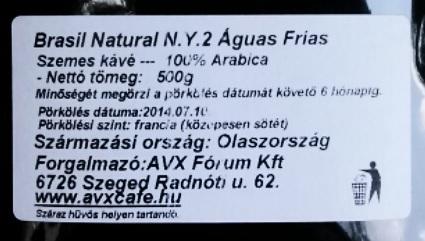 Brasil Natural N.Y.2 Águas Frias
Szemes kávé --- 100% Arabica
- Nettó tömeg: 500g
Minőségét megörzi a pörkölés dátumát követő 6 hónapig.
Pörkölés dátuma:2014.07.10
Pörkölési szint: francia (közepesen sötét)
Származási ország: Olaszország
Forgalmazó:AVX Fórum Kft
6726 Szeged Radnóti u. 62.
www.avxcafe.hu
Száraz hűvös helyen tartandó.